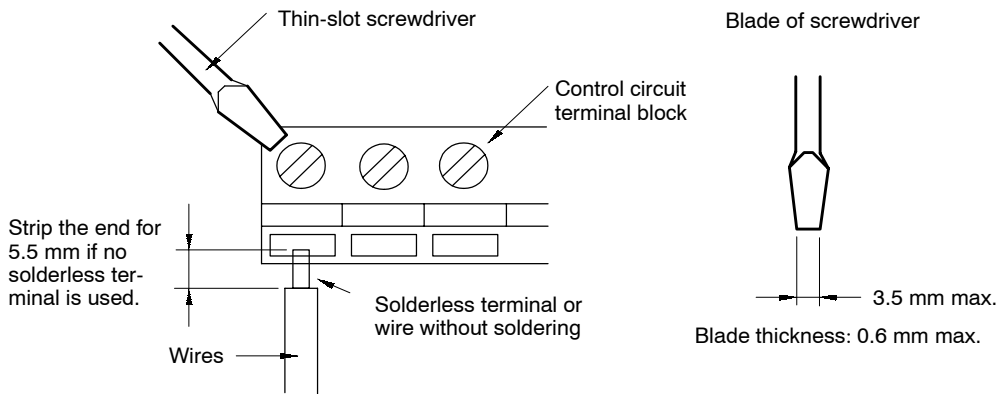 Thin-slot screwdriver
Blade of screwdriver
Control circuit
terminal block
Strip the end for
5.5 mm if no
solderless ter-
minal is used.
Solderless terminal or
wire without soldering
Wires
3.5 mm max.
Blade thickness: 0.6 mm max.